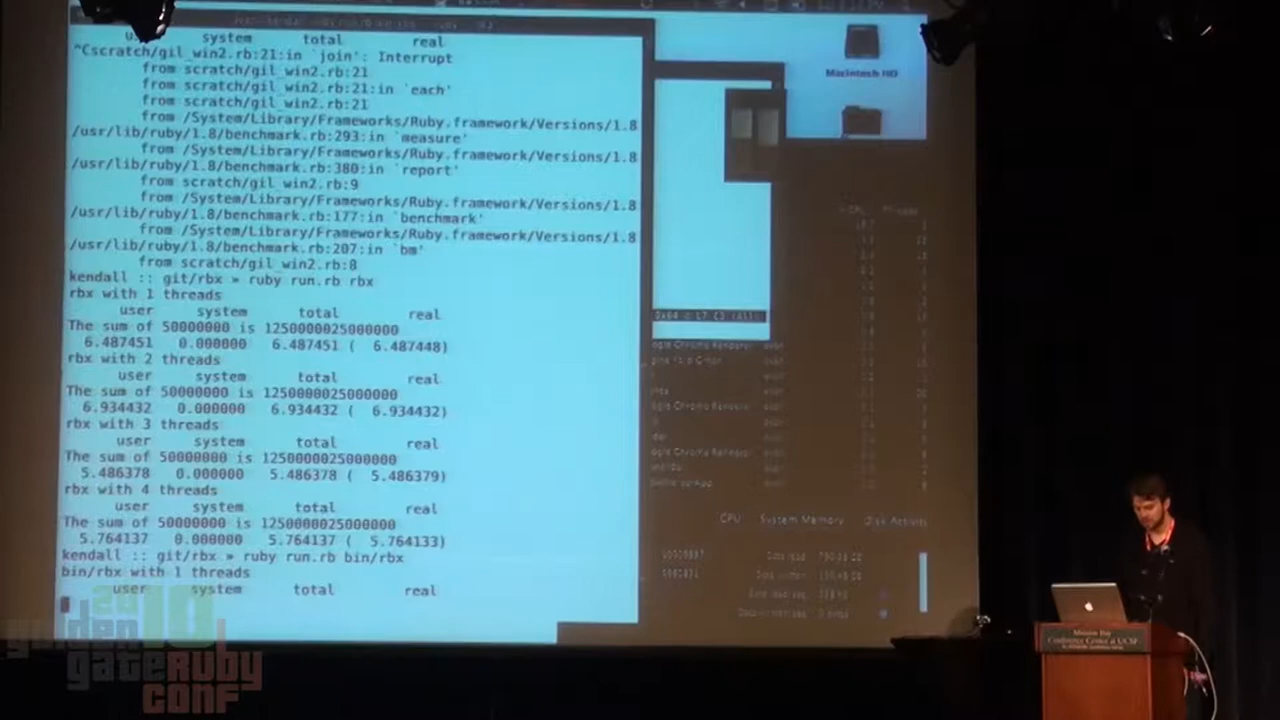 user system total real
^Cscratch/gil_win2.rb:21:in `join': Interrupt
from scratch/gil_win2.rb:21
from scratch/gil_win2.rb:21:in `each'
from scratch/gil_win2.rb:21
from /System/Library/Frameworks/Ruby.framework/Versions/1.8
/usr/lib/ruby/1.8/benchmark.rb:293:in `measure'
from /System/Library/Frameworks/Ruby.framework/Versions/1.8
/usr/lib/ruby/1.8/benchmark.rb:380:in `report'
from scratch/gil_win2.rb:9
from /System/Library/Frameworks/Ruby.framework/Versions/1.8
/usr/lib/ruby/1.8/benchmark.rb:177:in `benchmark'
from /System/Library/Frameworks/Ruby.framework/Versions/1.8
/usr/lib/ruby/1.8/benchmark.rb:207:in `bm'
from scratch/gil_win2.rb:8
kendall :: git/rbx » ruby run.rb rbx
rbx with 1 threads
user system total real
The sum of 50000000 is 1250000025000000
6.487451 0.000000 6.487451 ( 6.487448)
rbx with 2 threads
user system total real
The sum of 50000000 is 1250000025000000
6.934432 0.000000 6.934432 ( 6.934432)
rbx with 3 threads
user system total real
The sum of 50000000 is 1250000025000000
5.486378 0.000000 5.486378 ( 5.486379)
rbx with 4 threads
user system total real
The sum of 50000000 is 1250000025000000
5.764137 0.000000 5.764137 ( 5.764133)
kendall :: git/rbx » ruby run.rb bin/rbx
bin/rbx with 1 threads
user system total real
Macintosh HD
CPU System Memory Disk Activity
Mission Bay
Conference Center at UCSF
2010
golden
gateRuby
conf